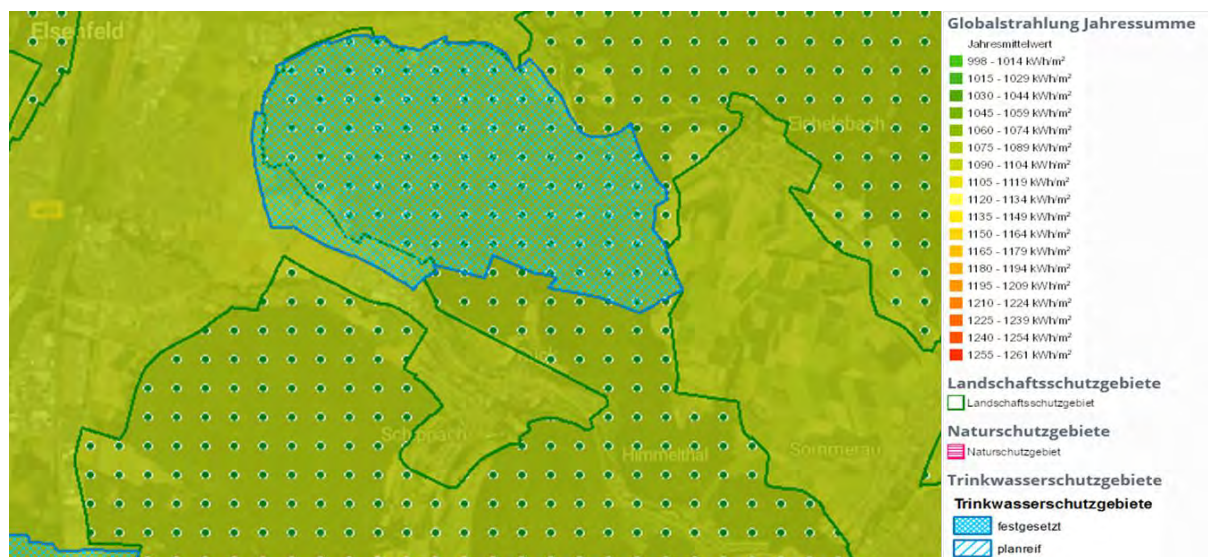 Elsenfeld
Eichelsbach
Schippach
Himmelthal
Sommerau
Globalstrahlung Jahressumme
Jahresmittelwert
998 - 1014 kWh/m²
1015 - 1029 kWh/m²
1030 - 1044 kWh/m²
1045 - 1059 kWh/m²
1060 - 1074 kWh/m²
1075 - 1089 kWh/m²
1090 - 1104 kWh/m²
1105 - 1119 kWh/m²
1120 - 1134 kWh/m²
1135 - 1149 kWh/m²
1150 - 1164 kWh/m²
1165 - 1179 kWh/m²
1180 - 1194 kWh/m²
1195 - 1209 kWh/m²
1210 - 1224 kWh/m²
1225 - 1239 kWh/m²
1240 - 1254 kWh/m²
1255 - 1261 kWh/m²
Landschaftsschutzgebiete
Landschaftsschutzgebiet
Naturschutzgebiete
Naturschutzgebiet
Trinkwasserschutzgebiete
Trinkwasserschutzgebiete
festgesetzt
planreif